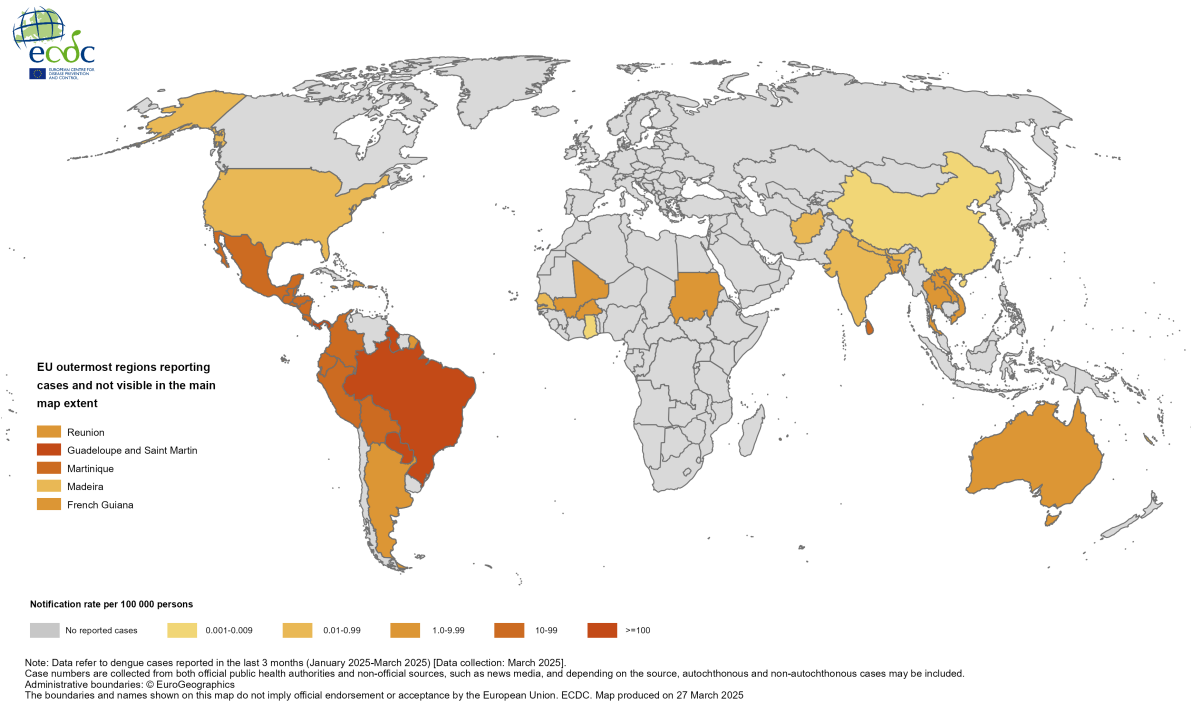 ecdc
EUROPEAN CENTRE FOR
DISEASE PREVENTION
AND CONTROL
EU outermost regions reporting
cases and not visible in the main
map extent
Reunion
Guadeloupe and Saint Martin
Martinique
Madeira
French Guiana
Notification rate per 100 000 persons
No reported cases
0.001-0.009
0.01-0.99
1.0-9.99
10-99
>=100
Note: Data refer to dengue cases reported in the last 3 months (January 2025-March 2025) [Data collection: March 2025].
Case numbers are collected from both official public health authorities and non-official sources, such as news media, and depending on the source, autochthonous and non-autochthonous cases may be included.
Administrative boundaries: © EuroGeographics
The boundaries and names shown on this map do not imply official endorsement or acceptance by the European Union. ECDC. Map produced on 27 March 2025